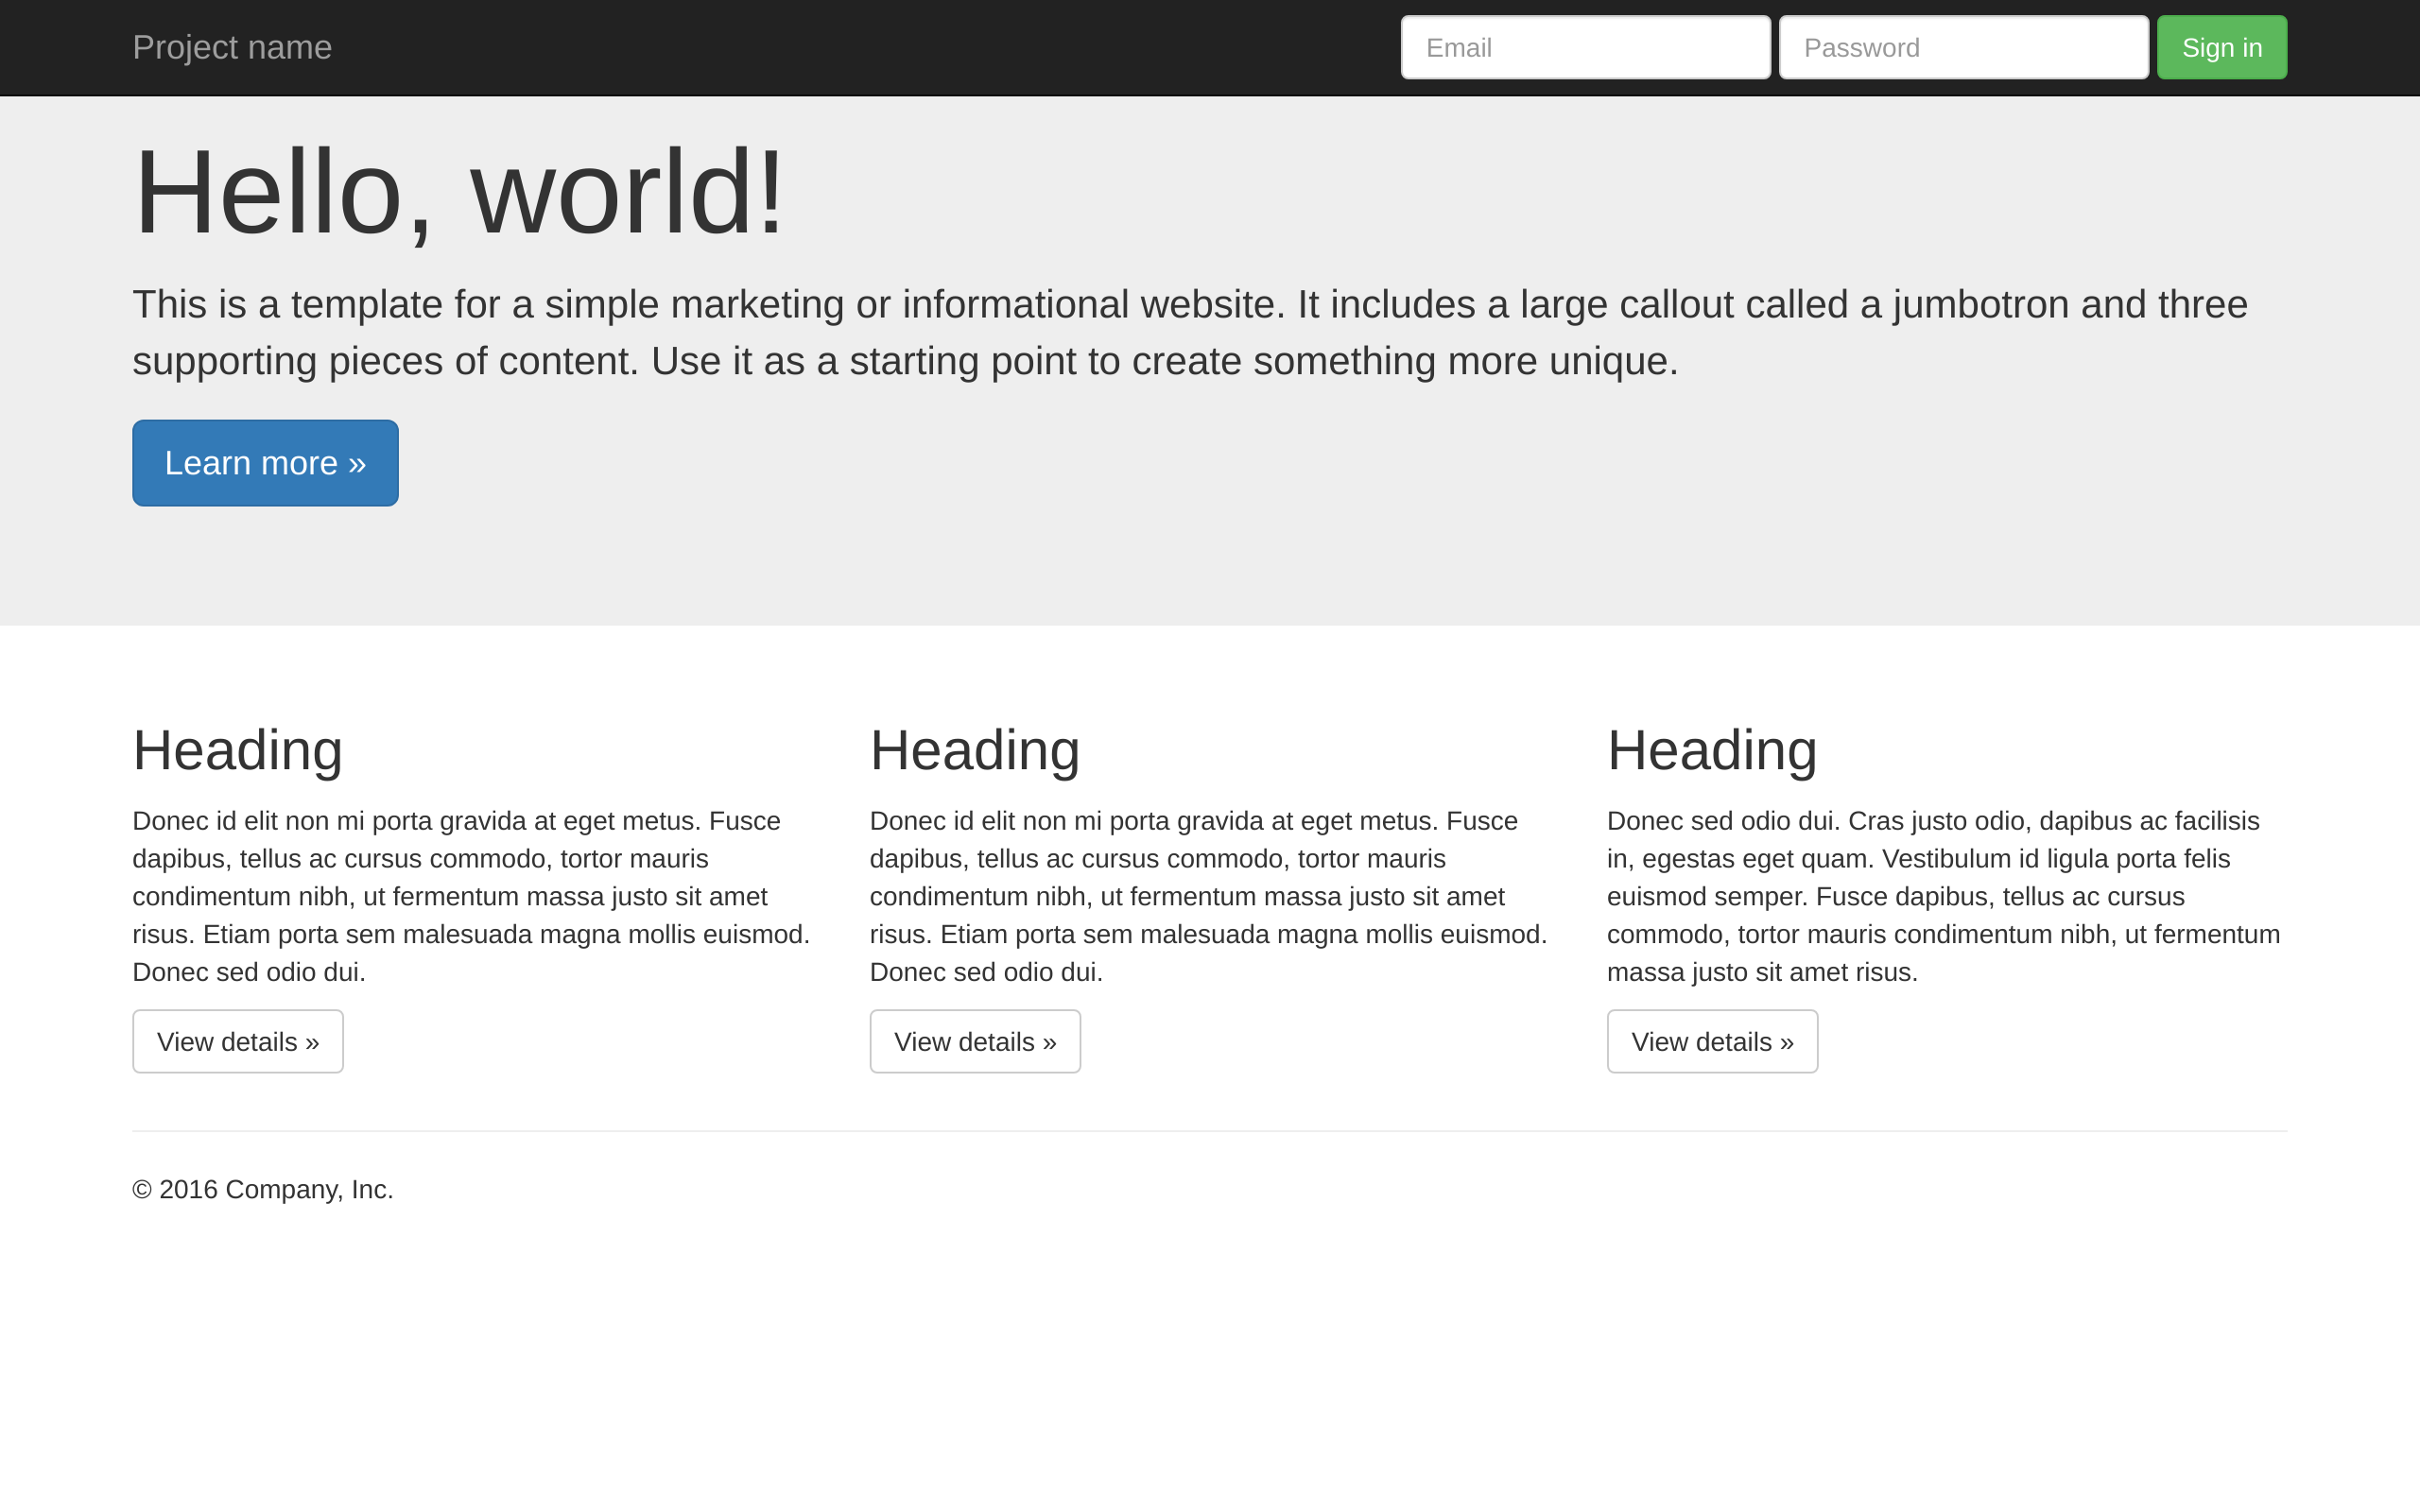 Project name
Email
Password
Sign in
Hello, world!
This is a template for a simple marketing or informational website. It includes a large callout called a jumbotron and three
supporting pieces of content. Use it as a starting point to create something more unique.
Learn more »
Heading
Donec id elit non mi porta gravida at eget metus. Fusce
dapibus, tellus ac cursus commodo, tortor mauris
condimentum nibh, ut fermentum massa justo sit amet
risus. Etiam porta sem malesuada magna mollis euismod.
Donec sed odio dui.
View details »
Heading
Donec id elit non mi porta gravida at eget metus. Fusce
dapibus, tellus ac cursus commodo, tortor mauris
condimentum nibh, ut fermentum massa justo sit amet
risus. Etiam porta sem malesuada magna mollis euismod.
Donec sed odio dui.
View details »
Heading
Donec sed odio dui. Cras justo odio, dapibus ac facilisis
in, egestas eget quam. Vestibulum id ligula porta felis
euismod semper. Fusce dapibus, tellus ac cursus
commodo, tortor mauris condimentum nibh, ut fermentum
massa justo sit amet risus.
View details »
© 2016 Company, Inc.